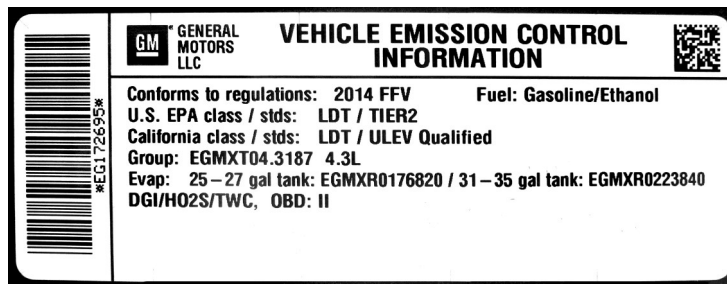 *EG172695*
GM
GENERAL
MOTORS
LLC
VEHICLE EMISSION CONTROL
INFORMATION
Conforms to regulations: 2014 FFV Fuel: Gasoline/Ethanol
U.S. EPA class / stds: LDT / TIER2
California class / stds: LDT / ULEV Qualified
Group: EGMXT04.3187 4.3L
Evap: 25–27 gal tank: EGMXR0176820 / 31–35 gal tank: EGMXR0223840
DGI/HO2S/TWC, OBD: II